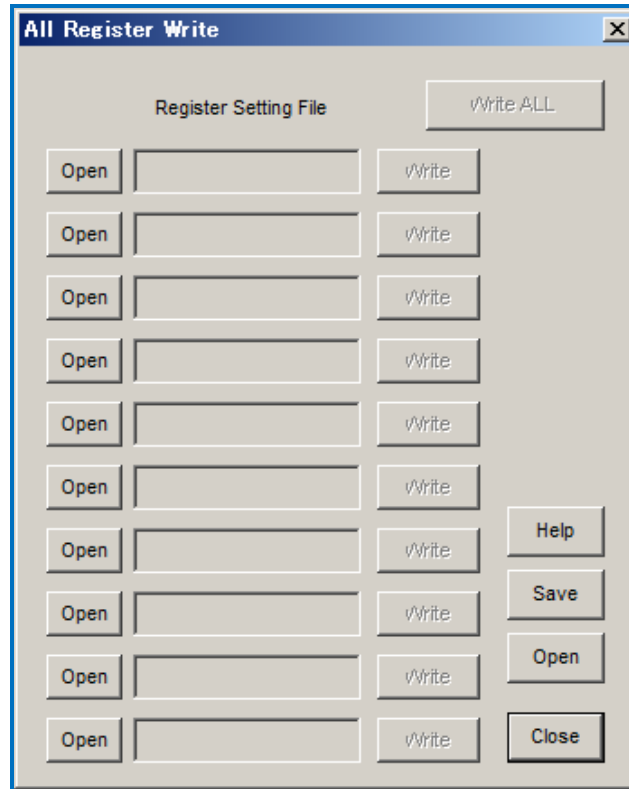 All Register Write
Register Setting File
Write ALL
Open Write
Open Write
Open Write
Open Write
Open Write
Open Write
Open Write
Help
Open Write
Save
Open Write
Open
Open Write
Close